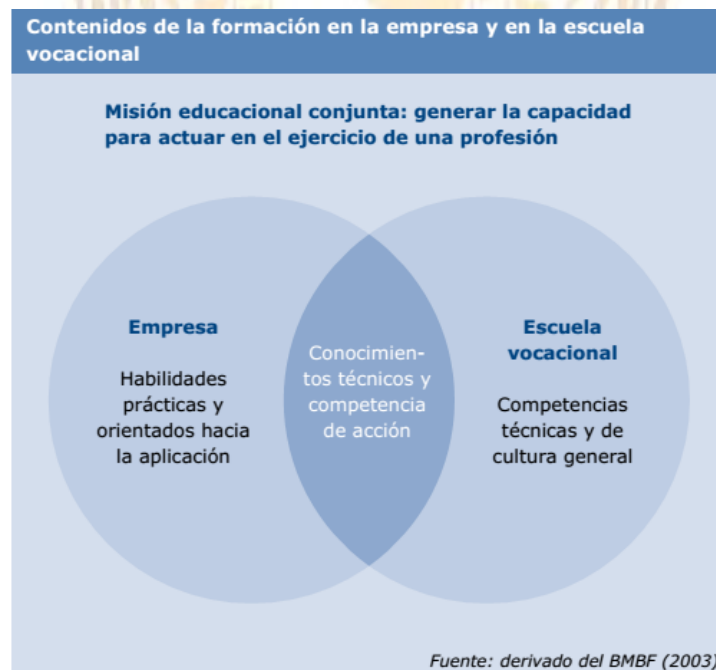 Contenidos de la formación en la empresa y en la escuela
vocacional
Misión educacional conjunta: generar la capacidad
para actuar en el ejercicio de una profesión
Empresa
Habilidades
prácticas y
orientados hacia
la aplicación
Conocimien-
tos técnicos y
competencia
de acción
Escuela
vocacional
Competencias
técnicas y de
cultura general
Fuente: derivado del BMBF (2003)